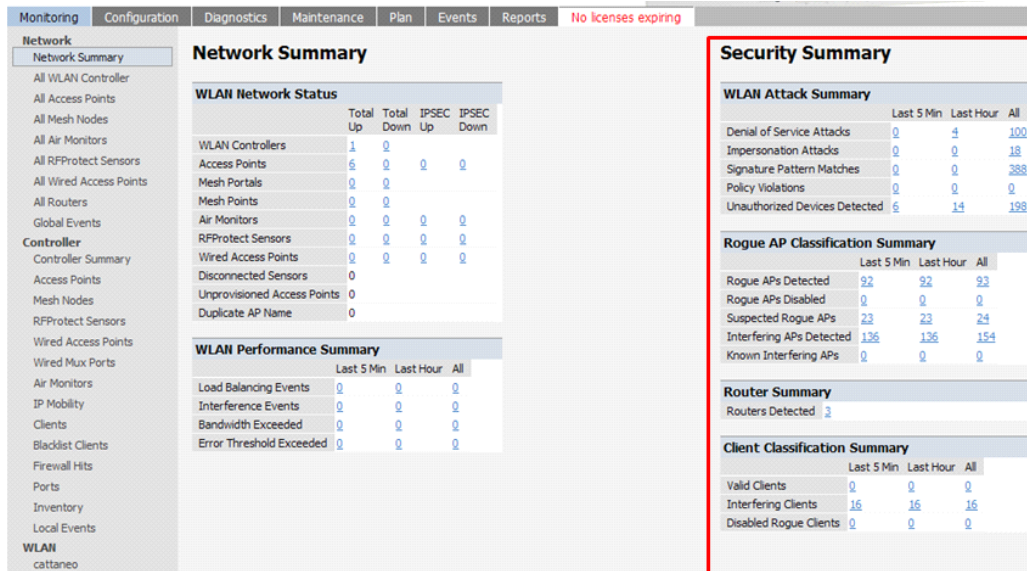 Monitoring Configuration Diagnostics Maintenance Plan Events Reports No licenses expiring
Network
Network Summary
All WLAN Controller
All Access Points
All Mesh Nodes
All Air Monitors
All RFProtect Sensors
All Wired Access Points
All Routers
Global Events
Controller
Controller Summary
Access Points
Mesh Nodes
RFProtect Sensors
Wired Access Points
Wired Mux Ports
Air Monitors
IP Mobility
Clients
Blacklist Clients
Firewall Hits
Ports
Inventory
Local Events
WLAN
cattaneo
Network Summary
WLAN Network Status
Total Up Total Down IPSEC Up IPSEC Down
WLAN Controllers 1 0
Access Points 6 0 0 0
Mesh Portals 0 0
Mesh Points 0 0
Air Monitors 0 0 0 0
RFProtect Sensors 0 0 0 0
Wired Access Points 0 0 0 0
Disconnected Sensors 0
Unprovisioned Access Points 0
Duplicate AP Name 0
WLAN Performance Summary
Last 5 Min Last Hour All
Load Balancing Events 0 0 0
Interference Events 0 0 0
Bandwidth Exceeded 0 0 0
Error Threshold Exceeded 0 0 0
Security Summary
WLAN Attack Summary
Last 5 Min Last Hour All
Denial of Service Attacks 0 4 100
Impersonation Attacks 0 0 18
Signature Pattern Matches 0 0 388
Policy Violations 0 0 0
Unauthorized Devices Detected 6 14 198
Rogue AP Classification Summary
Last 5 Min Last Hour All
Rogue APs Detected 92 92 93
Rogue APs Disabled 0 0 0
Suspected Rogue APs 23 23 24
Interfering APs Detected 136 136 154
Known Interfering APs 0 0 0
Router Summary
Routers Detected 3
Client Classification Summary
Last 5 Min Last Hour All
Valid Clients 0 0 0
Interfering Clients 16 16 16
Disabled Rogue Clients 0 0 0